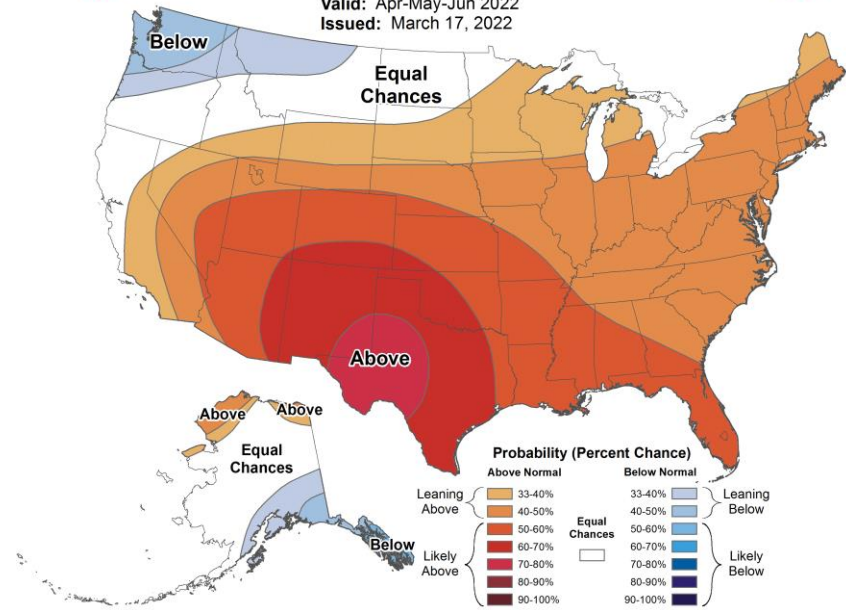 Valid: Apr-May-Jun 2022
Issued: March 17, 2022
Below
Equal
Chances
Above
Above
Above
Equal
Chances
Below
Probability (Percent Chance)
Above Normal
Below Normal
Leaning
Above
33-40%
40-50%
Likely
Above
50-60%
60-70%
70-80%
80-90%
90-100%
Equal
Chances
33-40%
40-50%
Leaning
Below
50-60%
60-70%
70-80%
80-90%
90-100%
Likely
Below